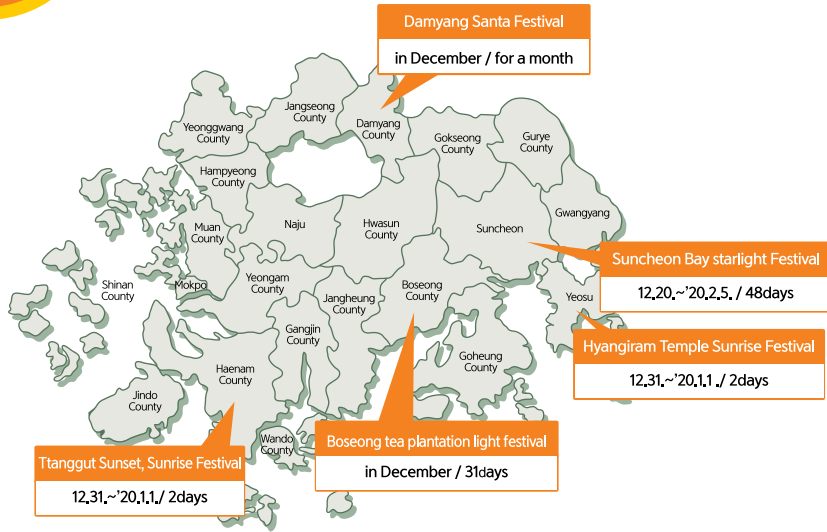 Damyang Santa Festival
in December / for a month
Jangseong
County
Yeonggwang
County
Damyang
County
Gokseong
County
Gurye
County
Hampyeong
County
Muan
County
Naju
Hwasun
County
Suncheon
Gwangyang
Suncheon Bay starlight Festival
12.20.~'20.2.5. / 48days
Shinan
County
Mokpo
Yeongam
County
Jangheung
County
Boseong
County
Yeosu
Gangjin
County
Hyangiram Temple Sunrise Festival
12.31.~'20.1.1 ./ 2days
Haenam
County
Goheung
County
Jindo
County
Wando
County
Boseong tea plantation light festival
in December / 31days
Ttanggut Sunset, Sunrise Festival
12.31.~'20.1.1./ 2days